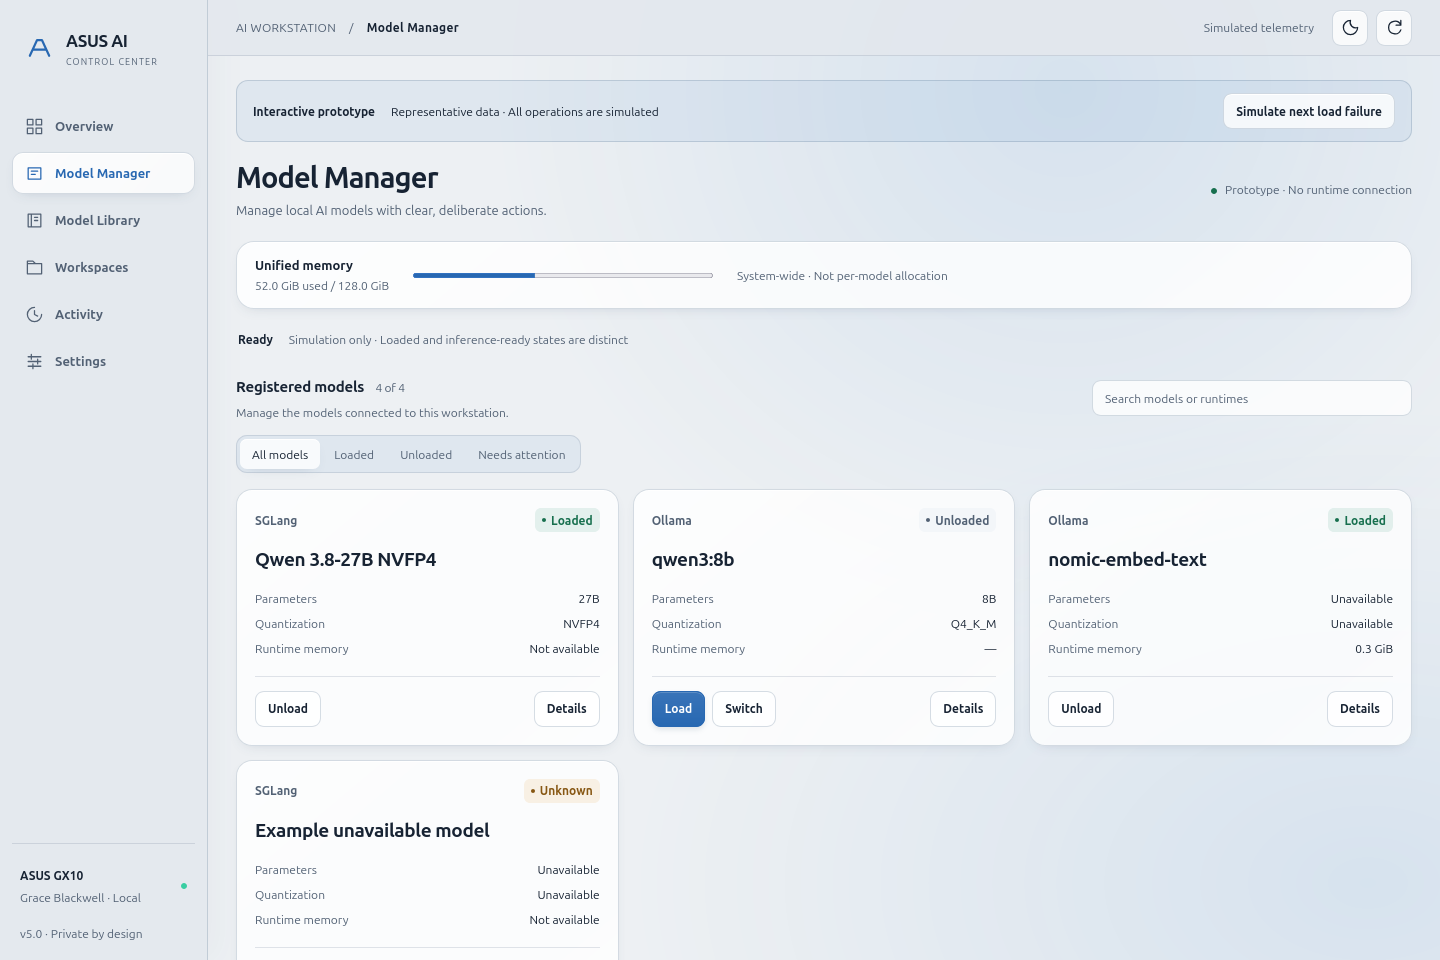 ASUS AI
CONTROL CENTER
Overview
Model Manager
Model Library
Workspaces
Activity
Settings
ASUS GX10
Grace Blackwell · Local
v5.0 · Private by design
AI WORKSTATION / Model Manager
Simulated telemetry
Interactive prototype Representative data · All operations are simulated
Simulate next load failure
Model Manager
Manage local AI models with clear, deliberate actions.
Prototype · No runtime connection
Unified memory
52.0 GiB used / 128.0 GiB
System-wide · Not per-model allocation
Ready Simulation only · Loaded and inference-ready states are distinct
Registered models 4 of 4
Manage the models connected to this workstation.
Search models or runtimes
All models Loaded Unloaded Needs attention
SGLang • Loaded
Qwen 3.8-27B NVFP4
Parameters 27B
Quantization NVFP4
Runtime memory Not available
Unload Details
Ollama • Unloaded
qwen3:8b
Parameters 8B
Quantization Q4_K_M
Runtime memory —
Load Switch Details
Ollama • Loaded
nomic-embed-text
Parameters Unavailable
Quantization Unavailable
Runtime memory 0.3 GiB
Unload Details
SGLang • Unknown
Example unavailable model
Parameters Unavailable
Quantization Unavailable
Runtime memory Not available